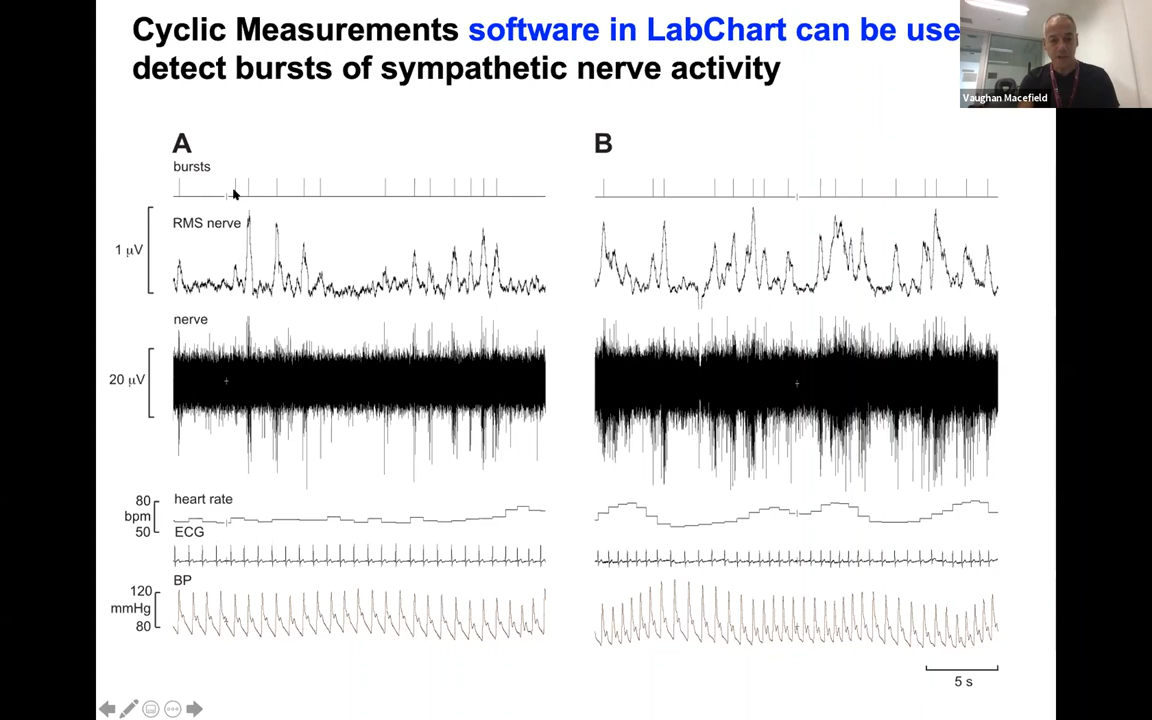 Cyclic Measurements software in LabChart can be use
detect bursts of sympathetic nerve activity
Vaughan Macefield
A
B
bursts
RMS nerve
1 µV
nerve
20 µV
heart rate
80
bpm
50
ECG
BP
120
mmHg
80
5 s